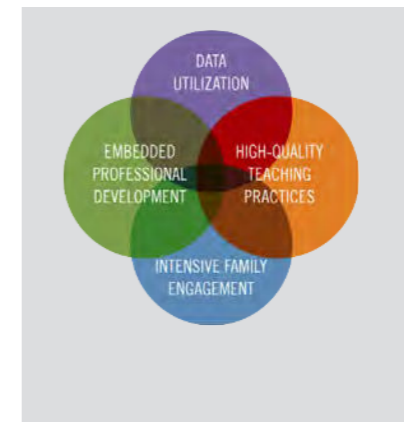 DATA
UTILIZATION
EMBEDDED
PROFESSIONAL
DEVELOPMENT
HIGH-QUALITY
TEACHING
PRACTICES
INTENSIVE FAMILY
ENGAGEMENT